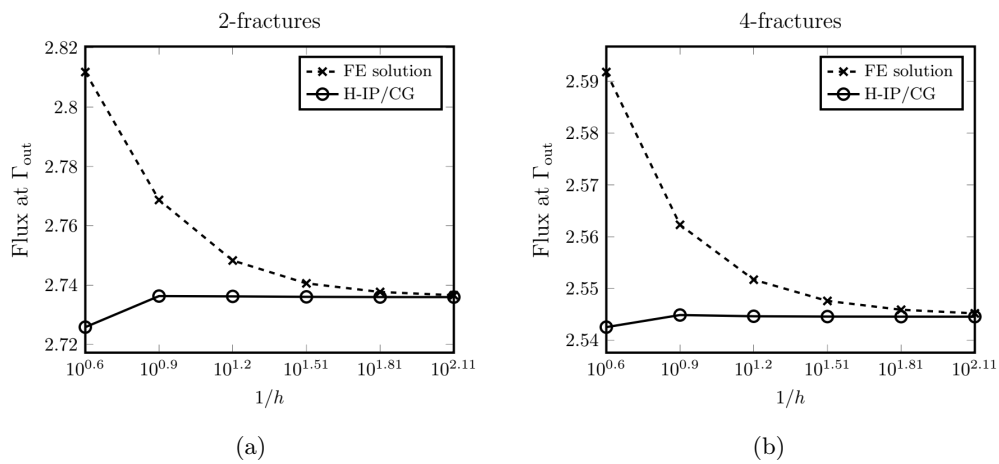 2-fractures
2.82
2.8
2.78
2.76
2.74
2.72
Flux at Γ_out
FE solution
H-IP/CG
10^0.6 10^0.9 10^1.2 10^1.51 10^1.81 10^2.11
1/h
(a)
4-fractures
2.59
2.58
2.57
2.56
2.55
2.54
Flux at Γ_out
FE solution
H-IP/CG
10^0.6 10^0.9 10^1.2 10^1.51 10^1.81 10^2.11
1/h
(b)